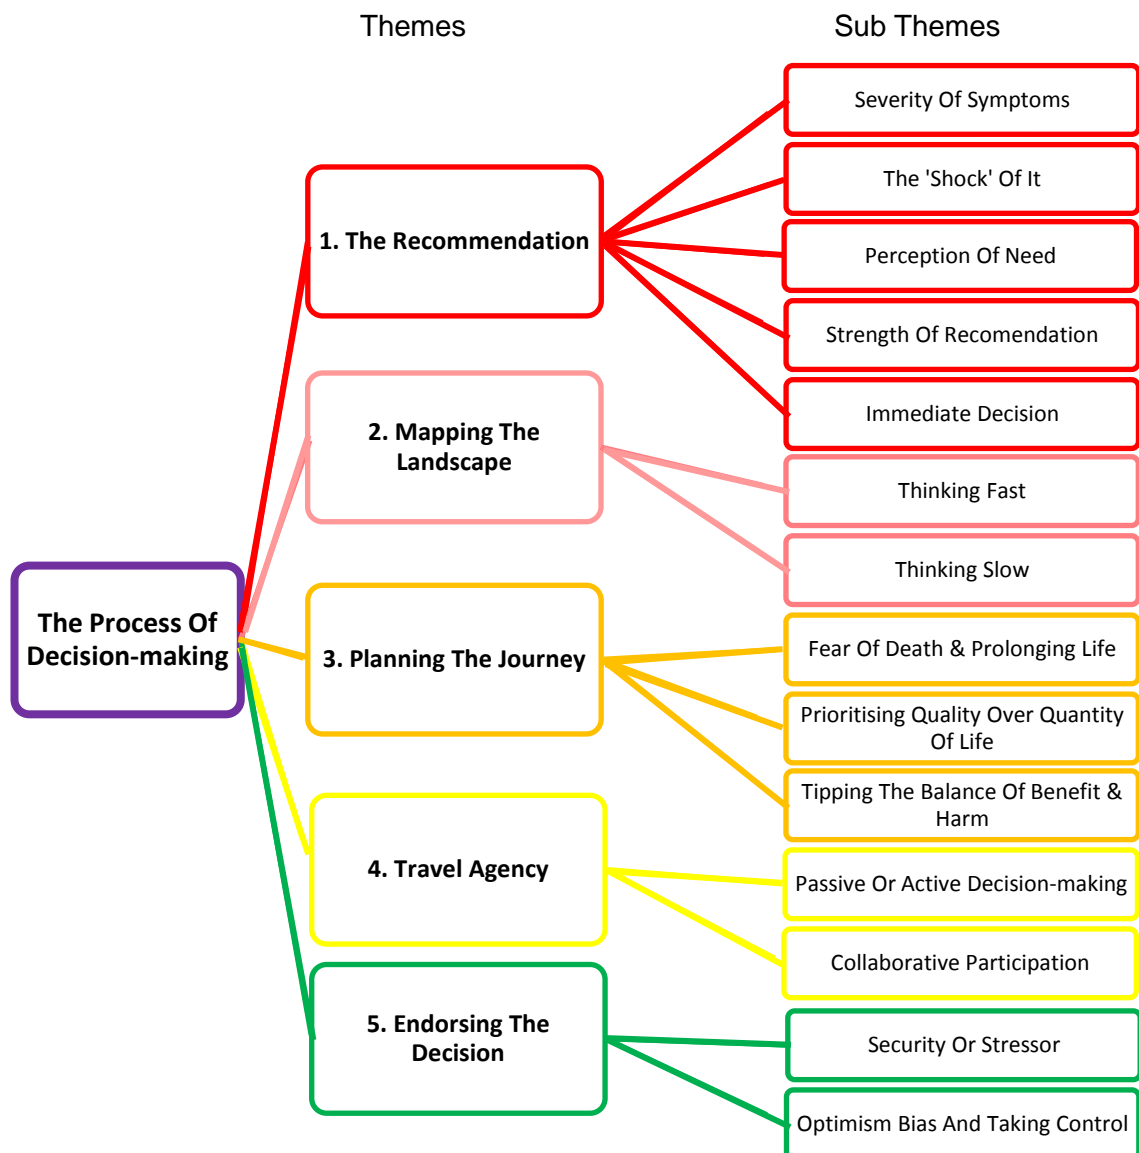 Themes
Sub Themes
The Process Of
Decision-making
1. The Recommendation
Severity Of Symptoms
The 'Shock' Of It
Perception Of Need
Strength Of Recomendation
Immediate Decision
2. Mapping The
Landscape
Thinking Fast
Thinking Slow
3. Planning The Journey
Fear Of Death & Prolonging Life
Prioritising Quality Over Quantity
Of Life
Tipping The Balance Of Benefit &
Harm
4. Travel Agency
Passive Or Active Decision-making
Collaborative Participation
5. Endorsing The
Decision
Security Or Stressor
Optimism Bias And Taking Control